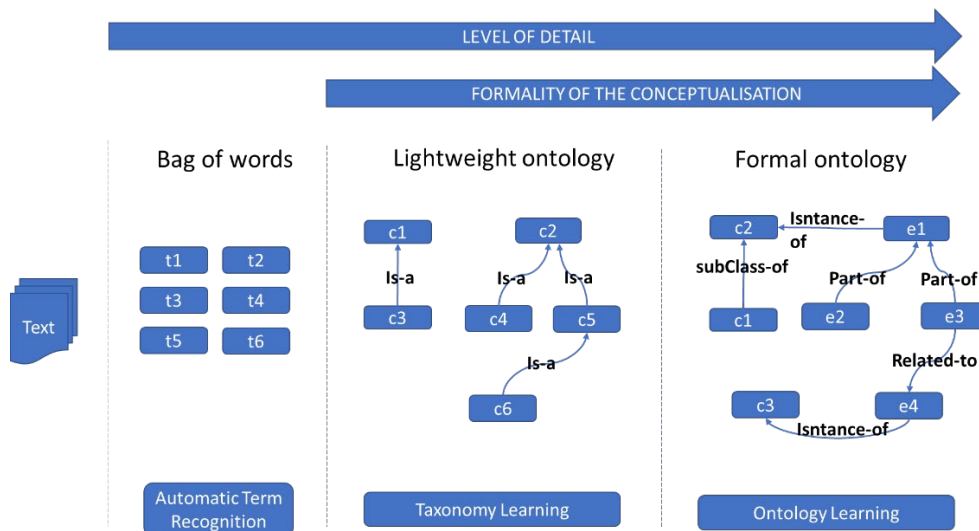 LEVEL OF DETAIL
FORMALITY OF THE CONCEPTUALISATION
Bag of words
Lightweight ontology
Formal ontology
Text
t1
t2
t3
t4
t5
t6
Automatic Term
Recognition
c1
c2
Is-a
Is-a
Is-a
c3
c4
c5
Is-a
c6
Taxonomy Learning
c2
Isntance-
of
e1
subClass-of
Part-of
Part-of
c1
e2
e3
Related-to
c3
e4
Isntance-of
Ontology Learning